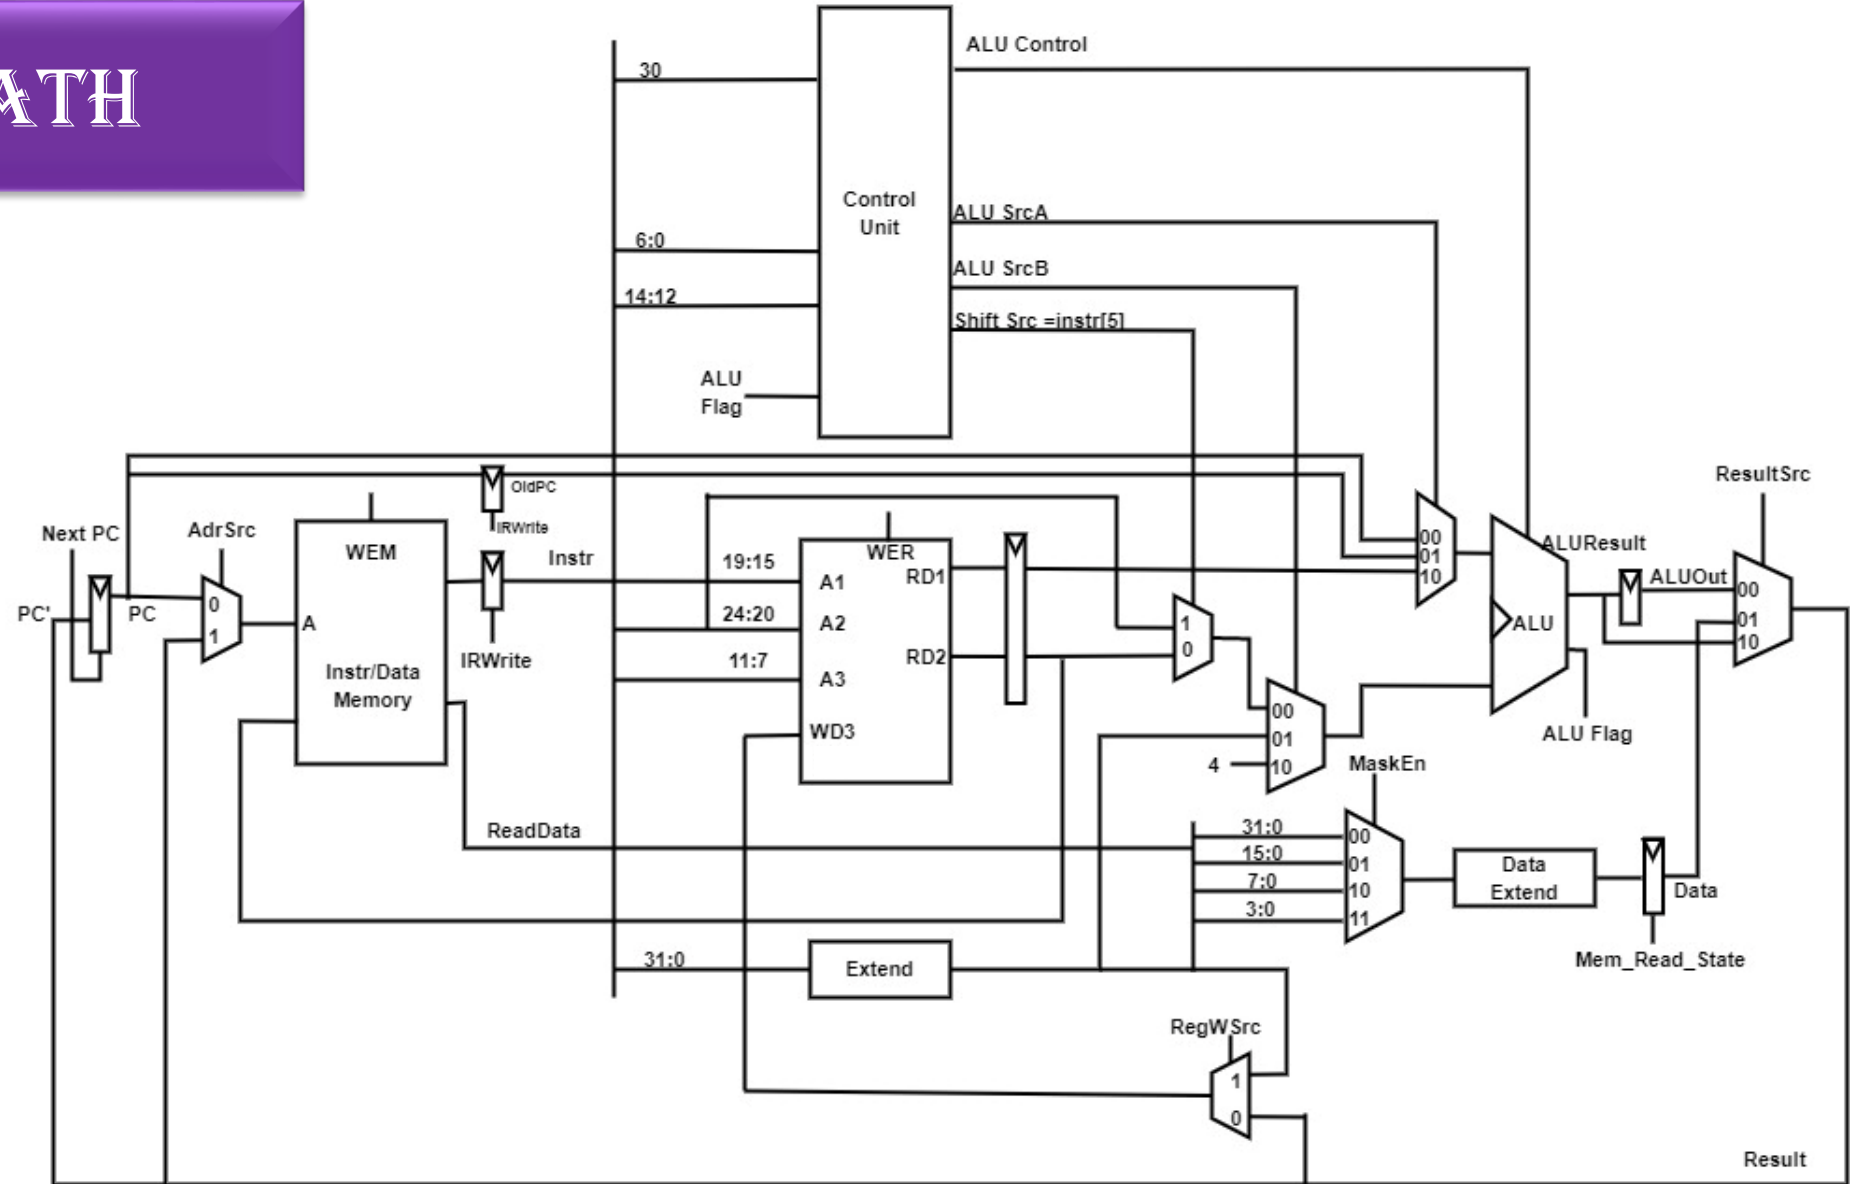 ATH
ALU Control
30
Control
Unit
ALU SrcA
6:0
ALU SrcB
14:12
Shift Src =instr[5]
ALU
Flag
ResultSrc
OldPC
IRWrite
Next PC
AdrSrc
WEM
Instr
19:15
WER
RD1
A1
00
01
10
ALUResult
ALUOut
00
01
10
PC'
PC
0
1
A
24:20
A2
1
0
ALU
IRWrite
Instr/Data
Memory
11:7
A3
RD2
WD3
00
01
10
4
ALU Flag
MaskEn
ReadData
31:0
00
15:0
01
7:0
10
3:0
11
Data
Extend
Data
Mem_Read_State
31:0
Extend
RegWSrc
1
0
Result